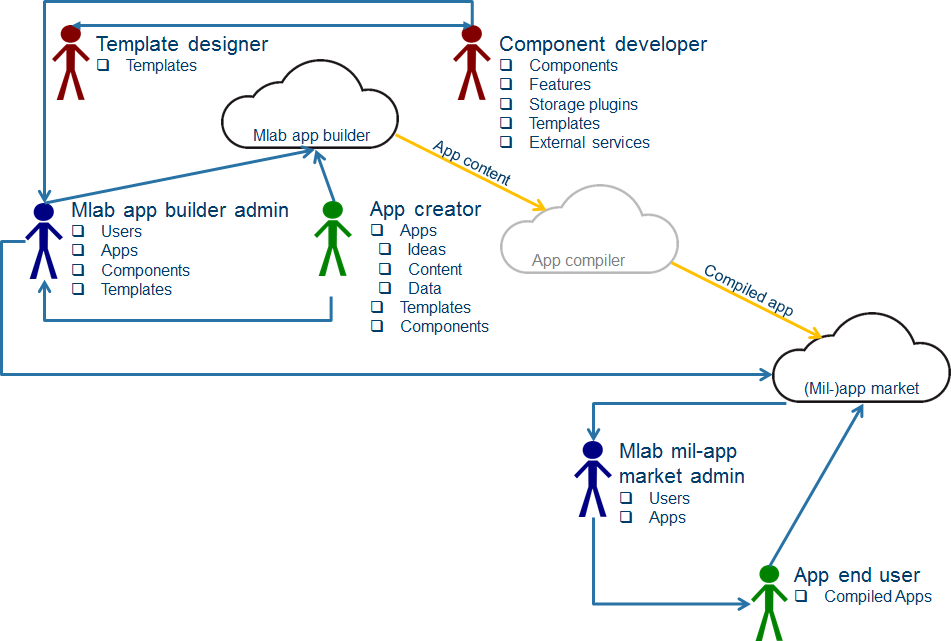 Template designer
❑ Templates
Component developer
❑ Components
❑ Features
❑ Storage plugins
❑ Templates
❑ External services
Mlab app builder
App content
Mlab app builder admin
❑ Users
❑ Apps
❑ Components
❑ Templates
App creator
❑ Apps
❑ Ideas
❑ Content
❑ Data
❑ Templates
❑ Components
App compiler
Compiled app
(Mil-)app market
Mlab mil-app
market admin
❑ Users
❑ Apps
App end user
❑ Compiled Apps